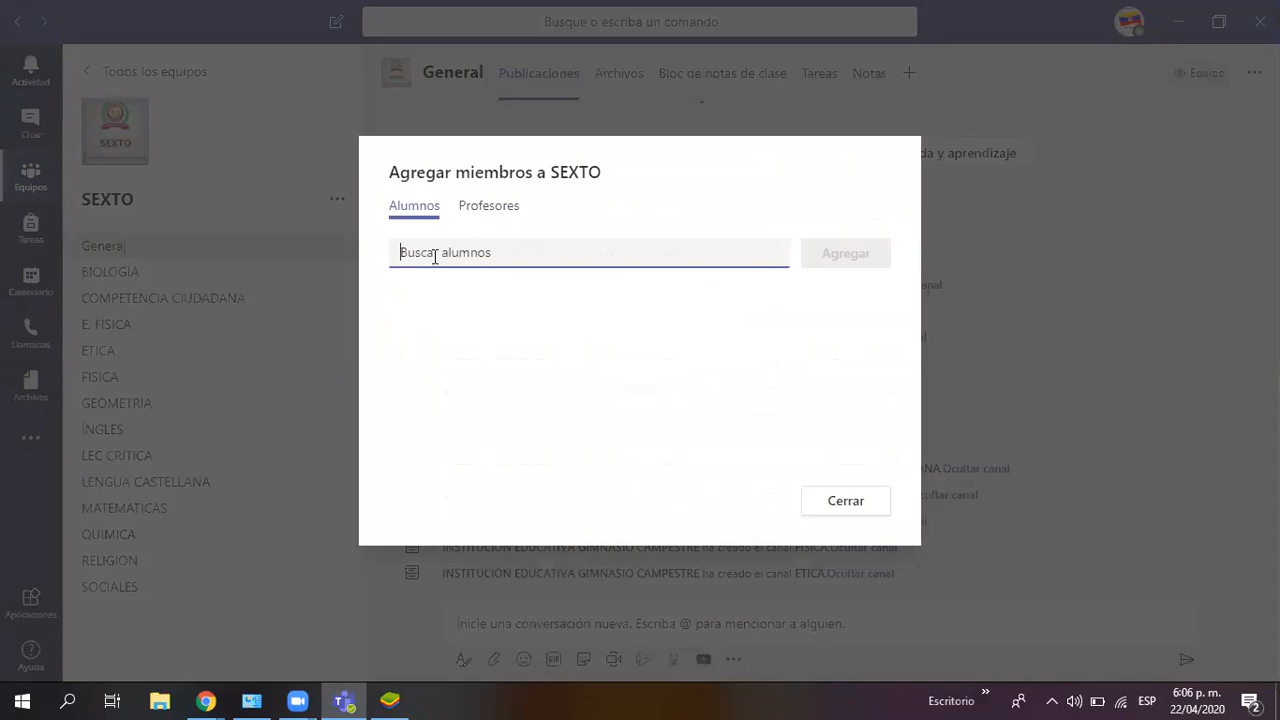 Busque o escriba un comando
Actividad
Chat
Equipos
Tareas
Calendario
Llamadas
Archivos
Aplicaciones
Ayuda
Todos los equipos
SEXTO
SEXTO
General
BIOLOGIA
COMPETENCIA CIUDADANA
E. FISICA
ETICA
FISICA
GEOMETRIA
INGLES
LEC CRITICA
LENGUA CASTELLANA
MATEMATICAS
QUIMICA
RELIGION
SOCIALES
General Publicaciones Archivos Bloc de notas de clase Tareas Notas
Equipo
da y aprendizaje
anal
Agregar miembros a SEXTO
Alumnos Profesores
Buscar alumnos
Agregar
Cerrar
ANA.Ocultar canal
ultar canal
INSTITUCIÓN EDUCATIVA GIMNASIO CAMPESTRE ha creado el canal FISICA.Ocultar canal
INSTITUCIÓN EDUCATIVA GIMNASIO CAMPESTRE ha creado el canal ETICA.Ocultar canal
Inicie una conversación nueva. Escriba @ para mencionar a alguien.
GIF
Escritorio
ESP
6:06 p. m.
22/04/2020
2